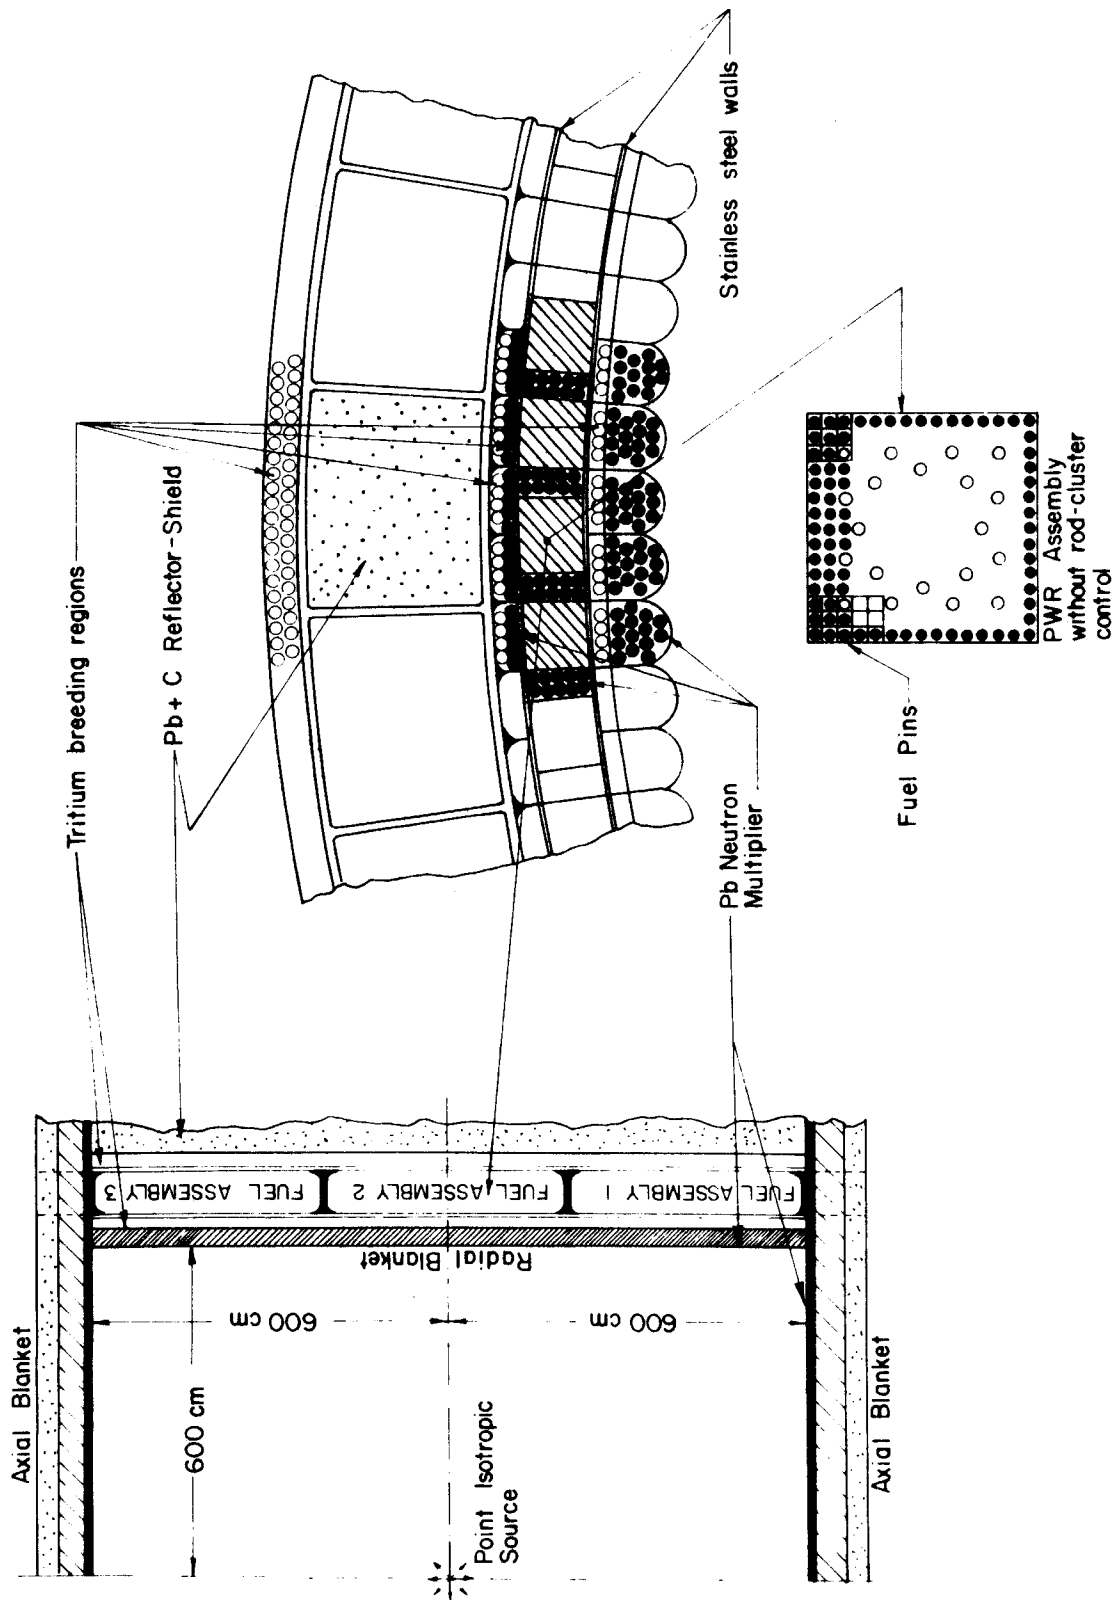 Axial Blanket
600 cm
Point Isotropic
Source
600 cm
600 cm
Radial Blanket
FUEL ASSEMBLY 3
FUEL ASSEMBLY 2
FUEL ASSEMBLY 1
Axial Blanket
Tritium breeding regions
Pb + C Reflector-Shield
Pb Neutron
Multiplier
Stainless steel walls
Fuel Pins
PWR Assembly
without rod-cluster
control